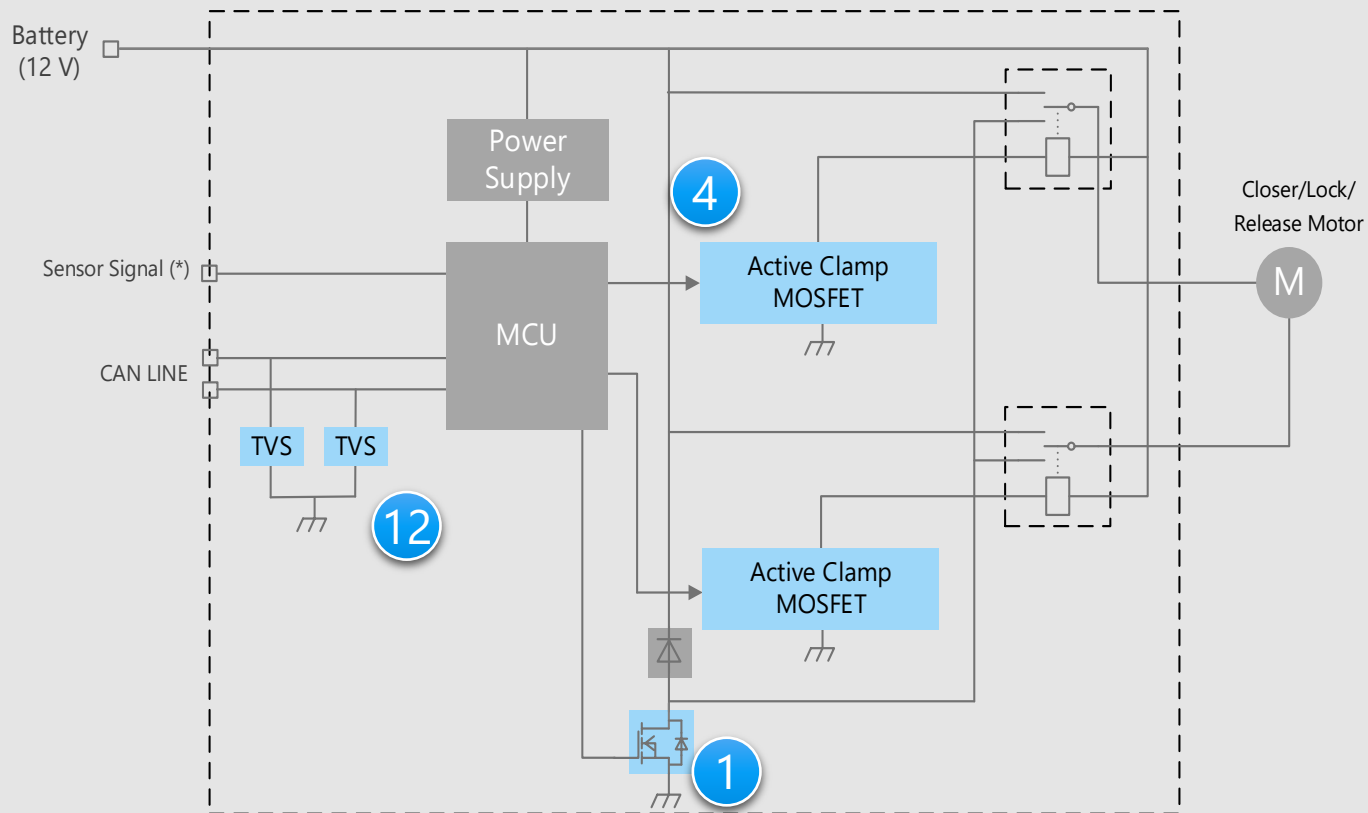 Battery
(12 V)
Power
Supply
4
Closer/Lock/
Release Motor
Sensor Signal (*)
Active Clamp
MOSFET
M
MCU
CAN LINE
TVS
TVS
12
Active Clamp
MOSFET
1